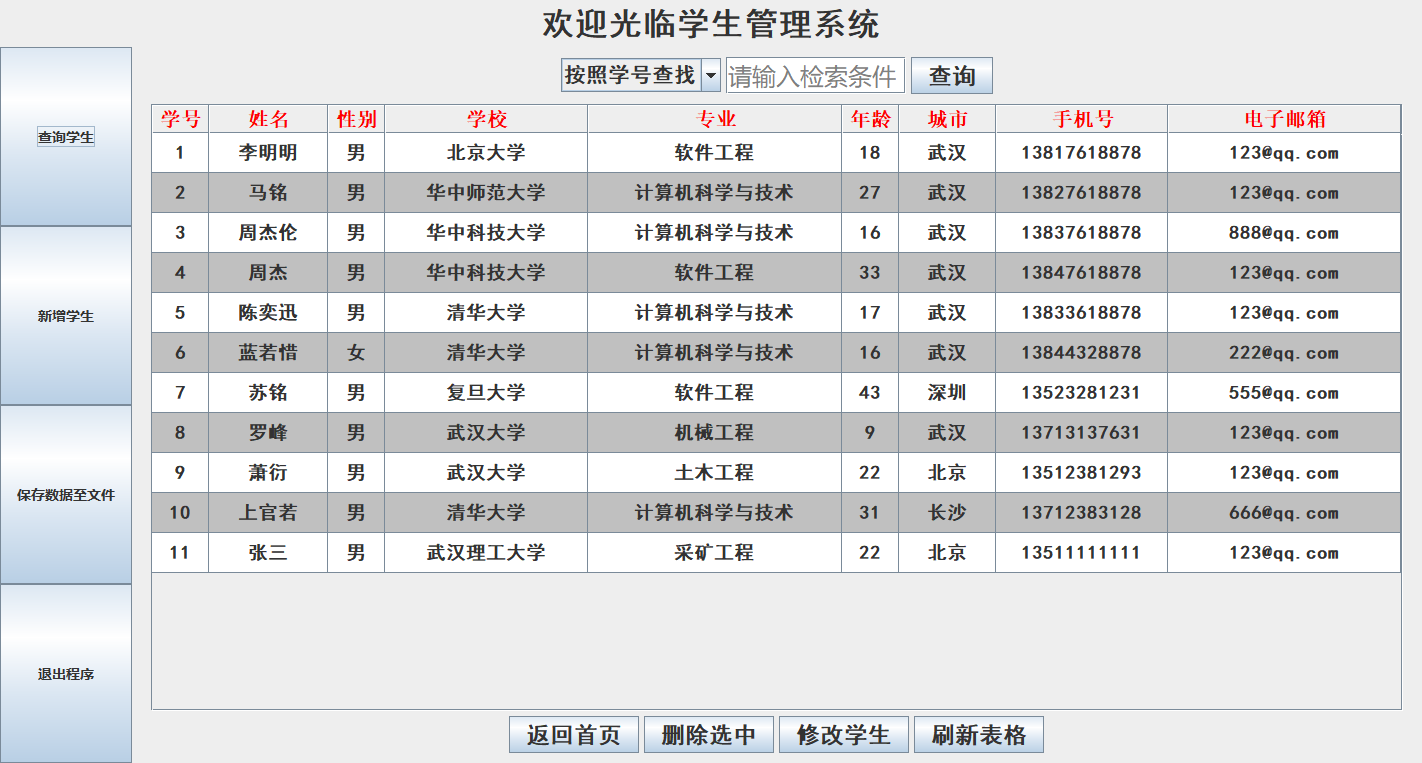 欢迎光临学生管理系统
查询学生
新增学生
保存数据至文件
退出程序
按照学号查找 请输入检索条件 查询
学号 姓名 性别 学校 专业 年龄 城市 手机号 电子邮箱
1 李明明 男 北京大学 软件工程 18 武汉 13817618878 123@qq.com
2 马铭 男 华中师范大学 计算机科学与技术 27 武汉 13827618878 123@qq.com
3 周杰伦 男 华中科技大学 计算机科学与技术 16 武汉 13837618878 888@qq.com
4 周杰 男 华中科技大学 软件工程 33 武汉 13847618878 123@qq.com
5 陈奕迅 男 清华大学 计算机科学与技术 17 武汉 13833618878 123@qq.com
6 蓝若惜 女 清华大学 计算机科学与技术 16 武汉 13844328878 222@qq.com
7 苏铭 男 复旦大学 软件工程 43 深圳 13523281231 555@qq.com
8 罗峰 男 武汉大学 机械工程 9 武汉 13713137631 123@qq.com
9 萧衍 男 武汉大学 土木工程 22 北京 13512381293 123@qq.com
10 上官若 男 清华大学 计算机科学与技术 31 长沙 13712383128 666@qq.com
11 张三 男 武汉理工大学 采矿工程 22 北京 13511111111 123@qq.com
返回首页 删除选中 修改学生 刷新表格